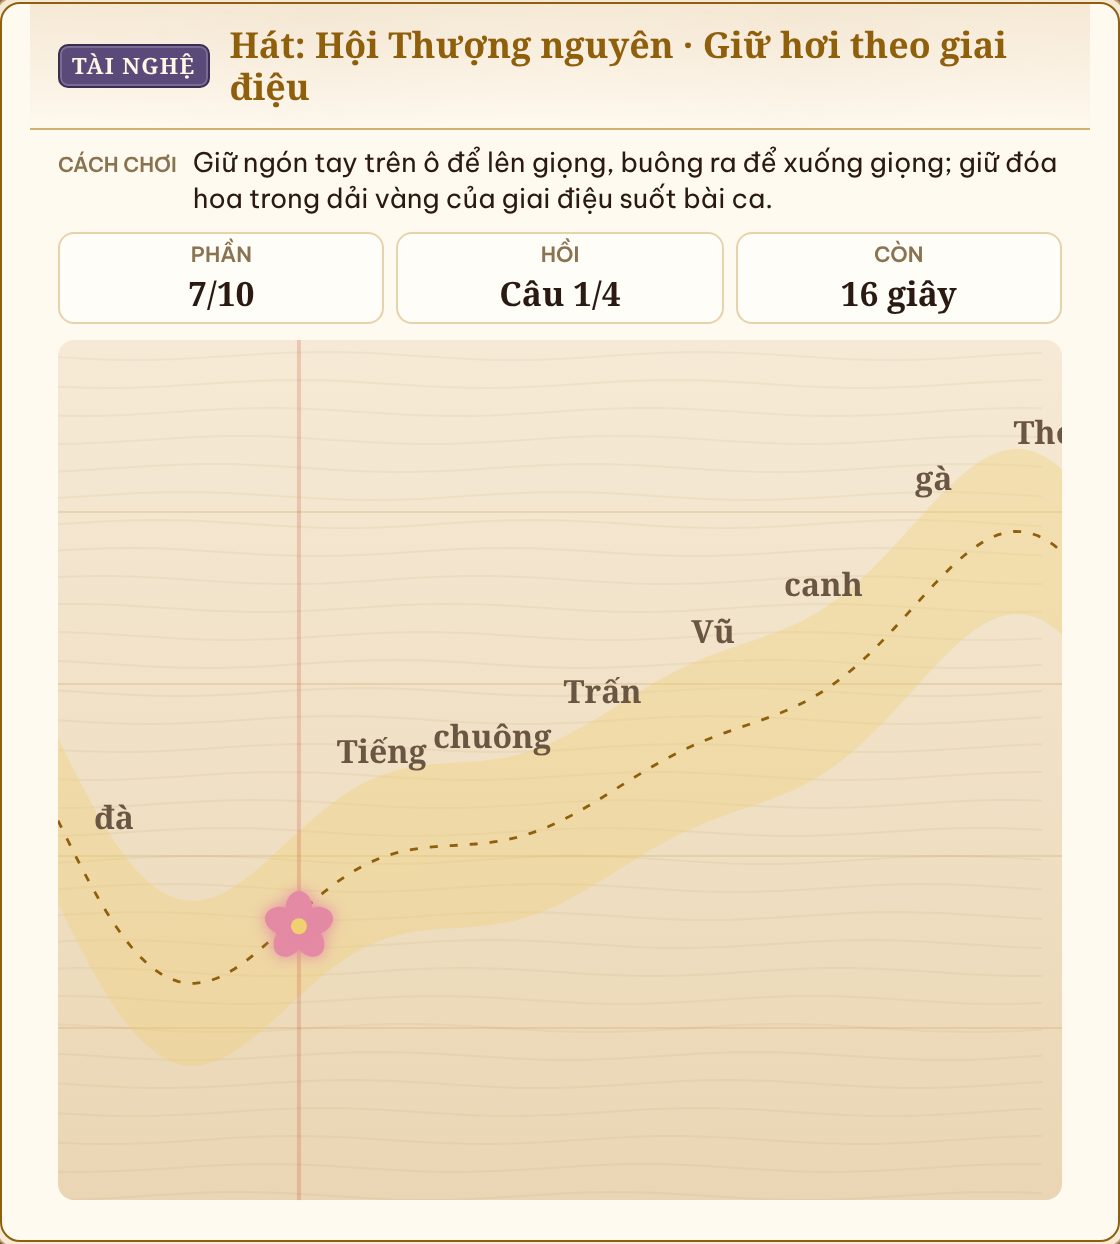 TÀI NGHỆ
Hát: Hội Thượng nguyên · Giữ hơi theo giai
điệu
CÁCH CHƠI
Giữ ngón tay trên ô để lên giọng, buông ra để xuống giọng; giữ đóa
hoa trong dải vàng của giai điệu suốt bài ca.
PHẦN
7/10
HỒI
Câu 1/4
CÒN
16 giây
đà
Tiếng
chuông
Trấn
Vũ
canh
gà